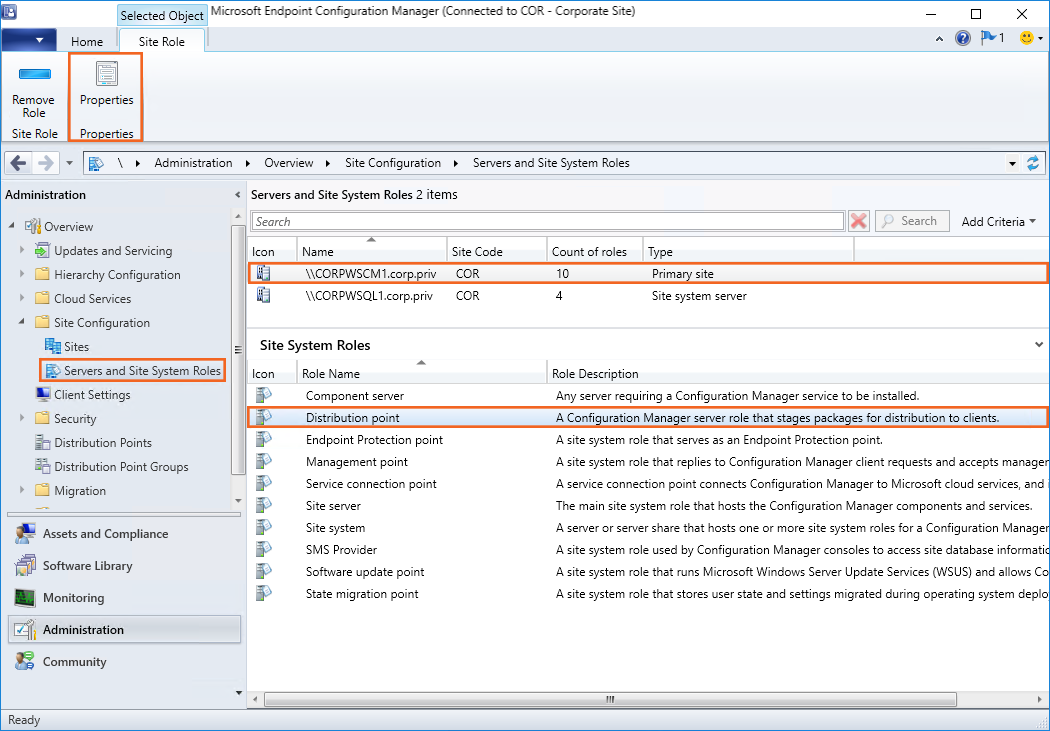 Selected Object
Microsoft Endpoint Configuration Manager (Connected to COR - Corporate Site)
Home
Site Role
1
Remove
Role
Properties
Site Role
Properties
\ Administration Overview Site Configuration Servers and Site System Roles
Administration
Overview
Updates and Servicing
Hierarchy Configuration
Cloud Services
Site Configuration
Sites
Servers and Site System Roles
Client Settings
Security
Distribution Points
Distribution Point Groups
Migration
Assets and Compliance
Software Library
Monitoring
Administration
Community
Servers and Site System Roles 2 items
Search
Search
Add Criteria
Icon Name Site Code Count of roles Type
\\CORPWSCM1.corp.priv COR 10 Primary site
\\CORPWSQL1.corp.priv COR 4 Site system server
Site System Roles
Icon Role Name Role Description
Component server Any server requiring a Configuration Manager service to be installed.
Distribution point A Configuration Manager server role that stages packages for distribution to clients.
Endpoint Protection point A site system role that serves as an Endpoint Protection point.
Management point A site system role that replies to Configuration Manager client requests and accepts manager
Service connection point A service connection point connects Configuration Manager to Microsoft cloud services, and i
Site server The main site system role that hosts the Configuration Manager components and services.
Site system A server or server share that hosts one or more site system roles for a Configuration Manager
SMS Provider A site system role used by Configuration Manager consoles to access site database informatic
Software update point A site system role that runs Microsoft Windows Server Update Services (WSUS) and allows Co
State migration point A site system role that stores user state and settings migrated during operating system deplo
Ready